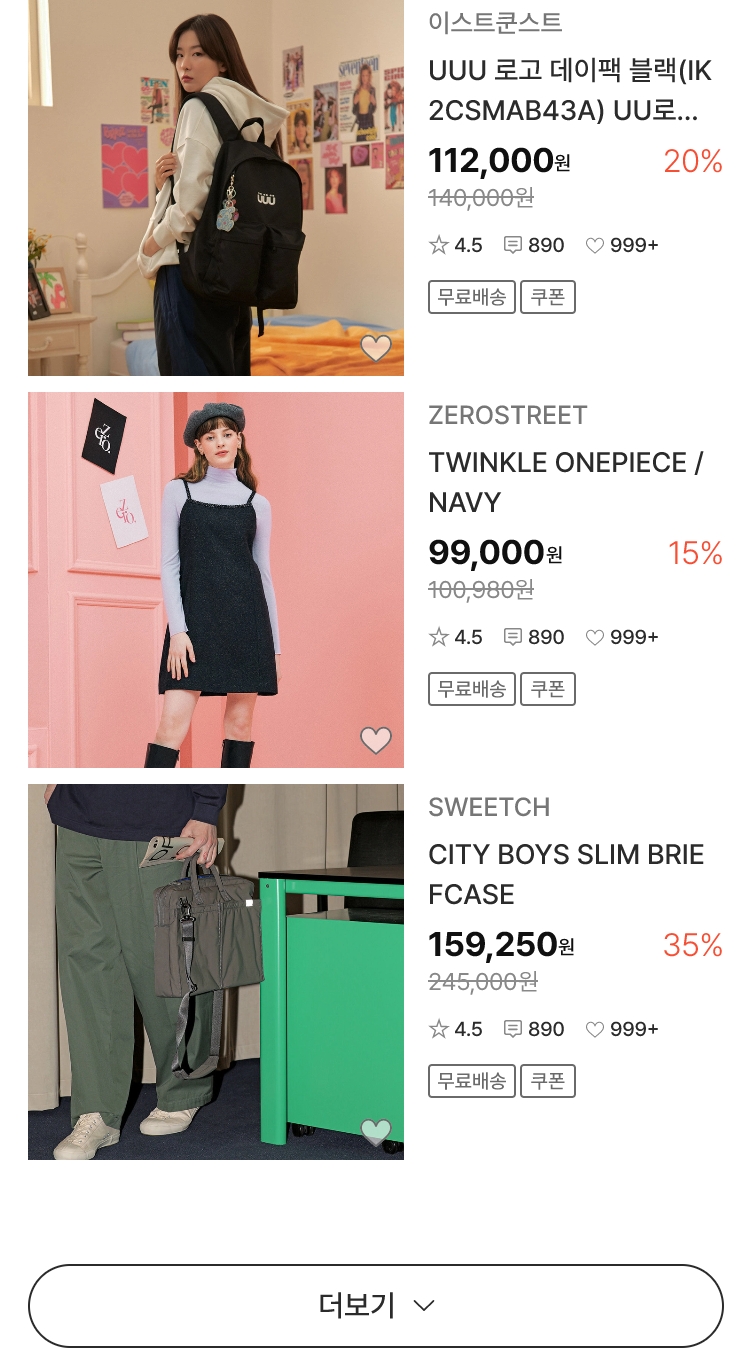 이스트쿤스트
UUU 로고 데이팩 블랙(IK
2CSMAB43A) UU로...
112,000원 20%
140,000원
4.5 890 999+
무료배송 쿠폰
ZEROSTREET
TWINKLE ONEPIECE /
NAVY
99,000원 15%
100,980원
4.5 890 999+
무료배송 쿠폰
SWEETCH
CITY BOYS SLIM BRIE
FCASE
159,250원 35%
245,000원
4.5 890 999+
무료배송 쿠폰
더보기